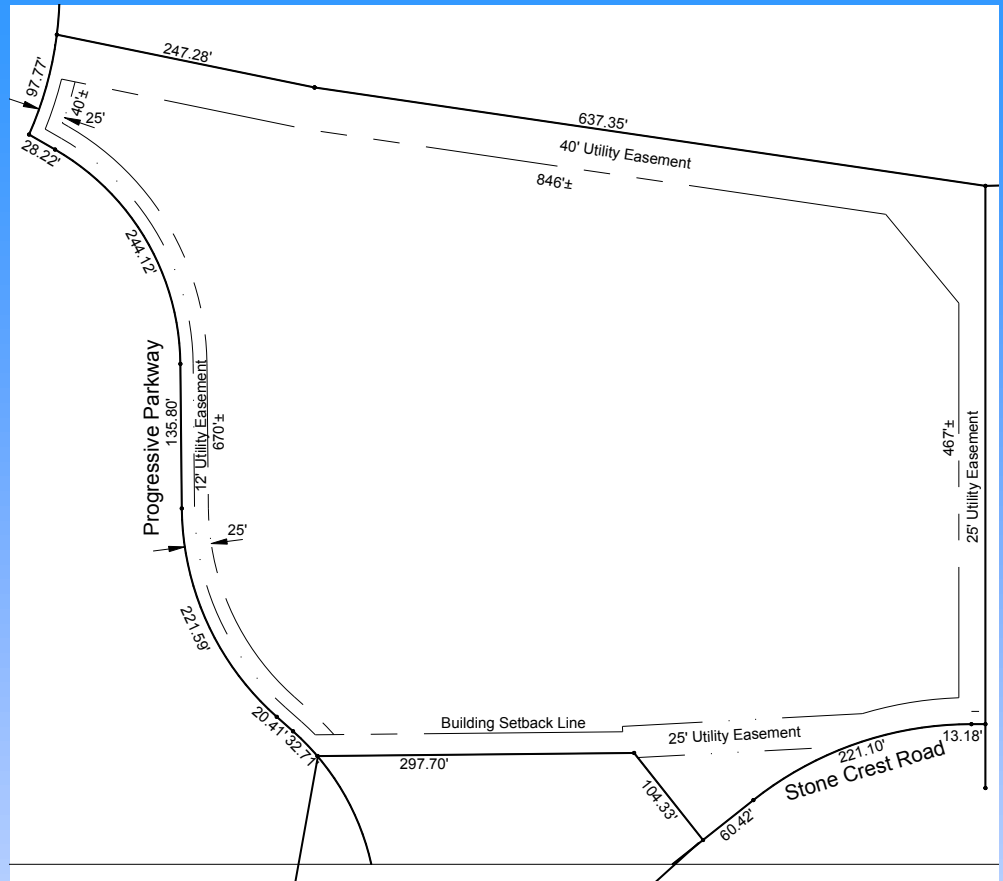 247.28'
97.77'
40'±
25'
637.35'
40' Utility Easement
846'±
28.22'
244.12'
Progressive Parkway
135.80'
12' Utility Easement
670'±
467'±
25' Utility Easement
25'
221.59'
20.41'
32.71'
Building Setback Line
25' Utility Easement
297.70'
104.33'
60.42'
221.10'
13.18'
Stone Crest Road